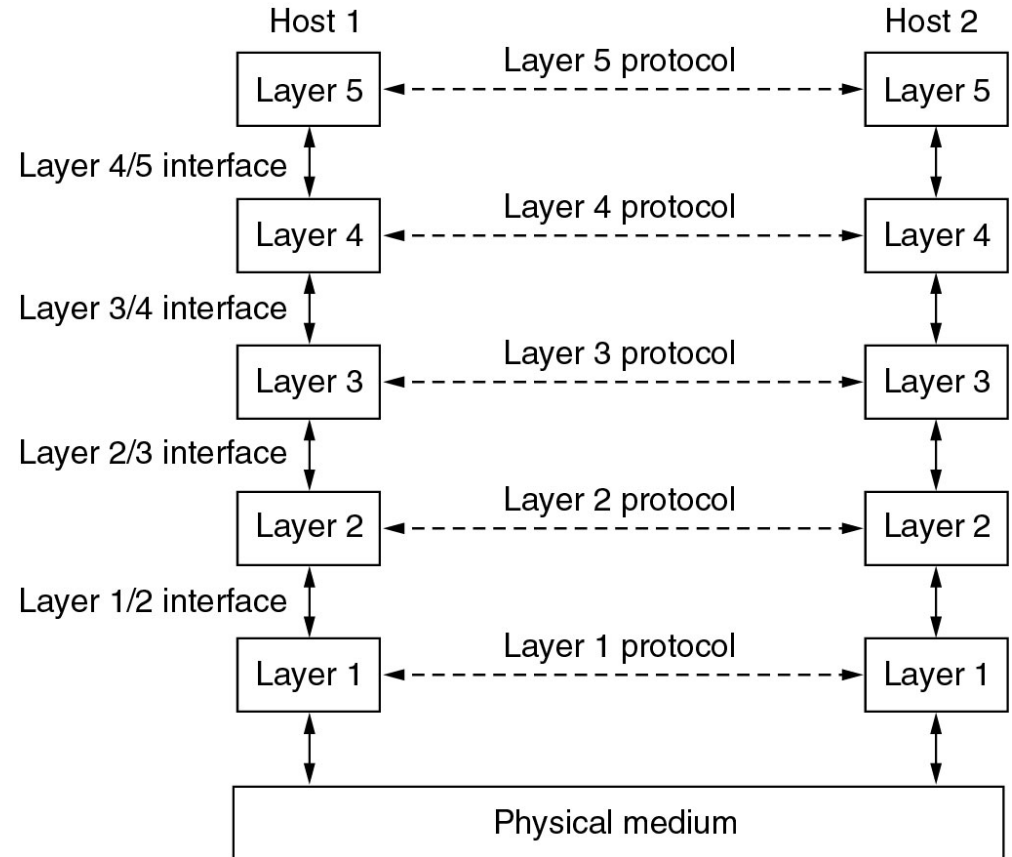 Host 1
Host 2
Layer 5 protocol
Layer 5
Layer 5
Layer 4/5 interface
Layer 4 protocol
Layer 4
Layer 4
Layer 3/4 interface
Layer 3 protocol
Layer 3
Layer 3
Layer 2/3 interface
Layer 2 protocol
Layer 2
Layer 2
Layer 1/2 interface
Layer 1 protocol
Layer 1
Layer 1
Physical medium